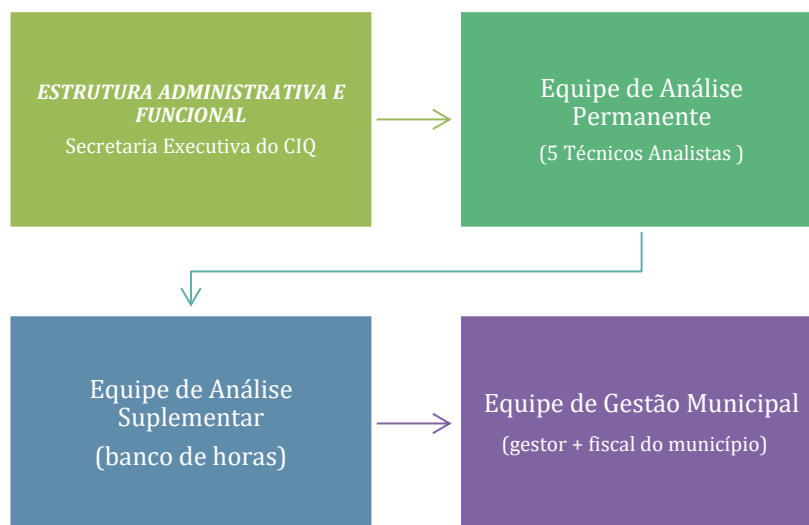 ESTRUTURA ADMINISTRATIVA E
FUNCIONAL
Secretaria Executiva do CIQ
Equipe de Análise
Permanente
(5 Técnicos Analistas )
Equipe de Análise
Suplementar
(banco de horas)
Equipe de Gestão Municipal
(gestor + fiscal do município)